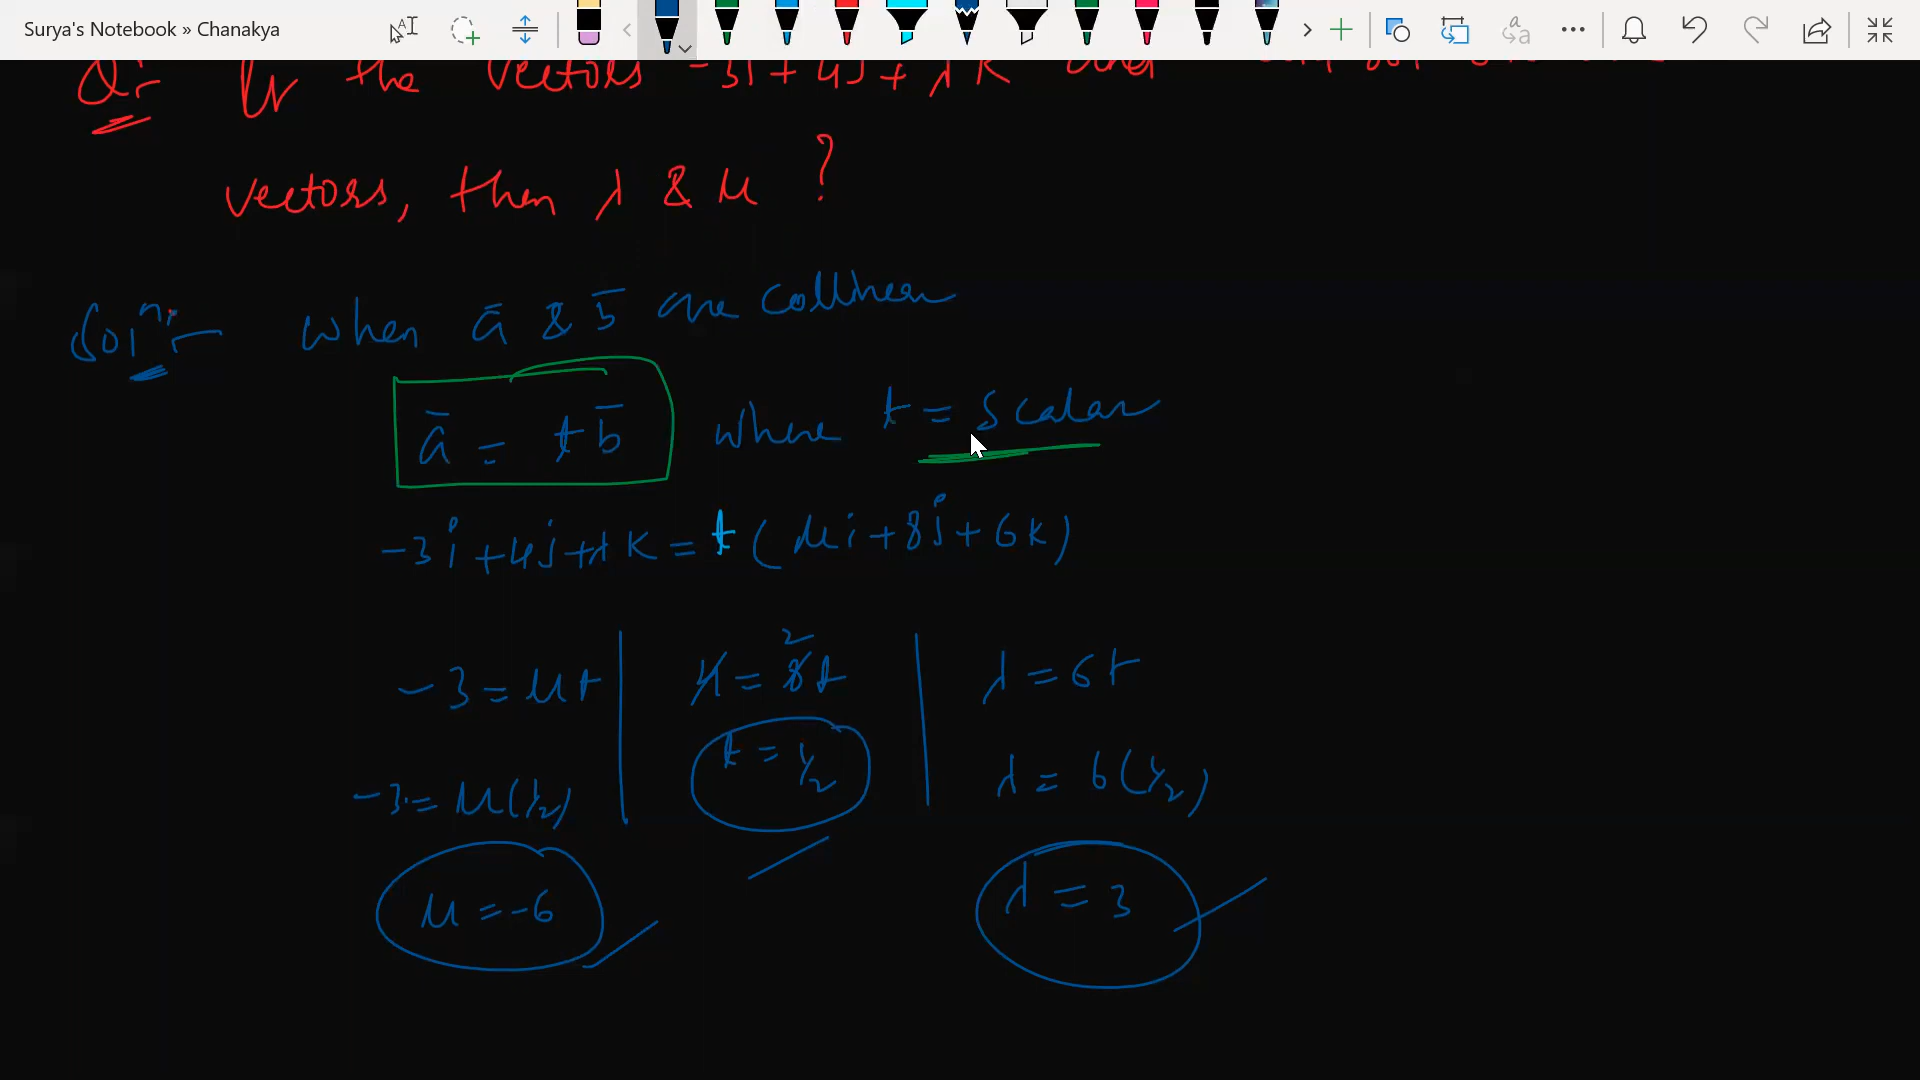 Surya's Notebook » Chanakya
Q:- If the vectors -3i + 4j + λk and
vectors, then λ & μ ?
Solⁿ:- When a̅ & b̅ are collinear
a̅ = t b̅ where t = scalar
-3i + 4j + λk = t (μi + 8j + 6k)
-3 = μt | 4 = 8t | λ = 6t
2
-3 = μ(1/2) t = 1/2 λ = 6(1/2)
μ = -6 λ = 3